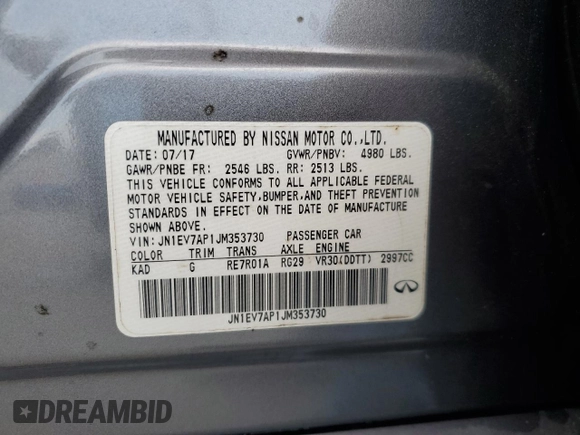 MANUFACTURED BY NISSAN MOTOR CO.,LTD.
DATE: 07/17 GVWR/PNBV: 4980 LBS.
GAWR/PNBE FR: 2546 LBS. RR: 2513 LBS.
THIS VEHICLE CONFORMS TO ALL APPLICABLE FEDERAL
MOTOR VEHICLE SAFETY,BUMPER,AND THEFT PREVENTION
STANDARDS IN EFFECT ON THE DATE OF MANUFACTURE
SHOWN ABOVE.
VIN: JN1EV7AP1JM353730 PASSENGER CAR
COLOR TRIM TRANS AXLE ENGINE
KAD G RE7R01A RG29 VR30(DDTT) 2997CC
JN1EV7AP1JM353730
DREAMBID